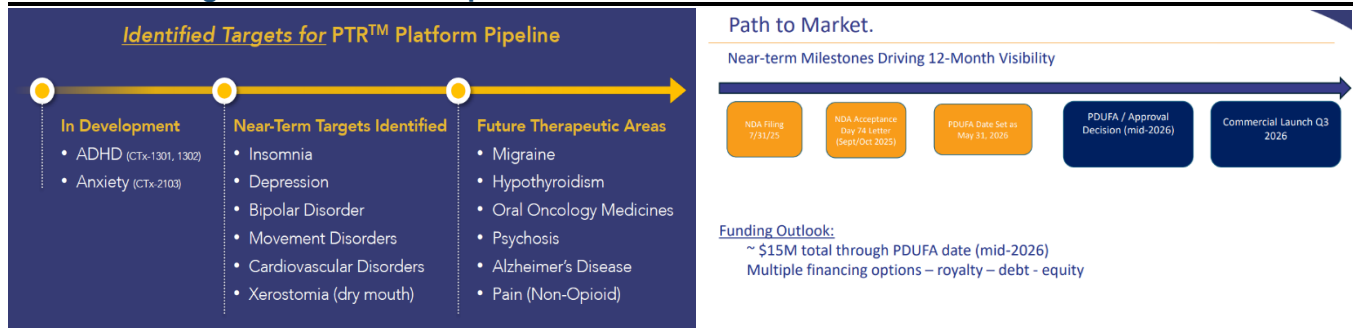 Identified Targets for PTR™ Platform Pipeline
In Development
• ADHD (CTx-1301, 1302)
• Anxiety (CTx-2103)
Near-Term Targets Identified
• Insomnia
• Depression
• Bipolar Disorder
• Movement Disorders
• Cardiovascular Disorders
• Xerostomia (dry mouth)
Future Therapeutic Areas
• Migraine
• Hypothyroidism
• Oral Oncology Medicines
• Psychosis
• Alzheimer's Disease
• Pain (Non-Opioid)
Path to Market.
Near-term Milestones Driving 12-Month Visibility
NDA Filing
7/31/25
NDA Acceptance
Day 74 Letter
(Sept/Oct 2025)
PDUFA Date Set as
May 31, 2026
PDUFA / Approval
Decision (mid-2026)
Commercial Launch Q3
2026
Funding Outlook:
~ $15M total through PDUFA date (mid-2026)
Multiple financing options – royalty – debt - equity